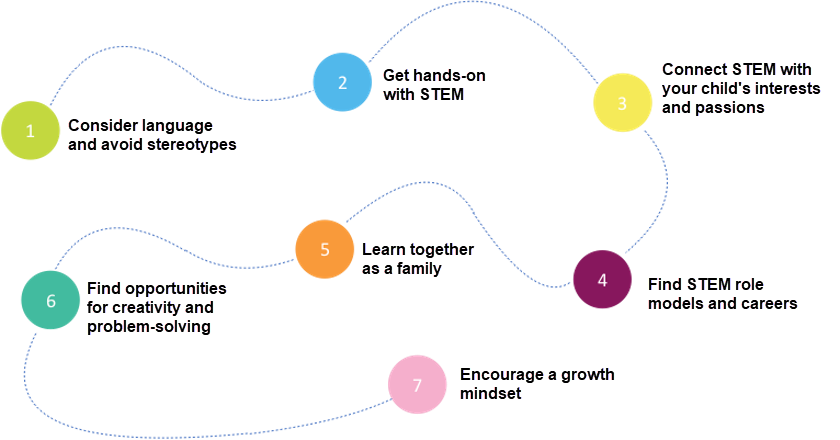 1
Consider language
and avoid stereotypes
2
Get hands-on
with STEM
3
Connect STEM with
your child's interests
and passions
4
Find STEM role
models and careers
5
Learn together
as a family
6
Find opportunities
for creativity and
problem-solving
7
Encourage a growth
mindset